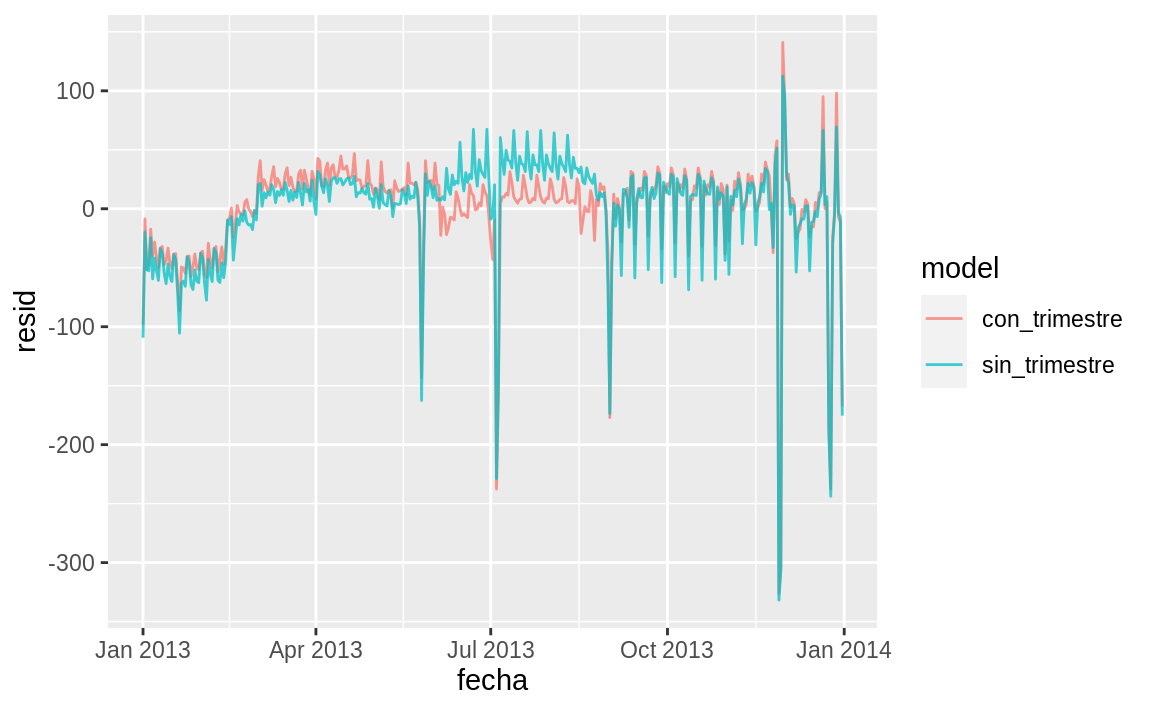 100
0
-100
-200
-300
resid
Jan 2013
Apr 2013
Jul 2013
Oct 2013
Jan 2014
fecha
model
con_trimestre
sin_trimestre